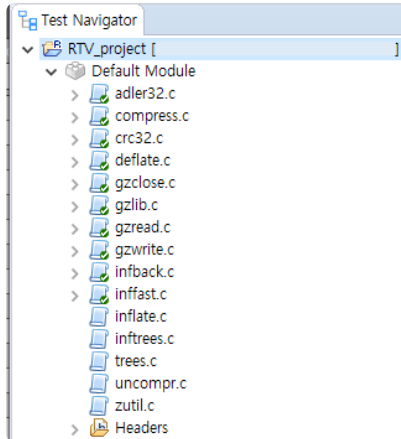 Test Navigator
RTV_project [ ]
Default Module
adler32.c
compress.c
crc32.c
deflate.c
gzclose.c
gzlib.c
gzread.c
gzwrite.c
infback.c
inffast.c
inflate.c
inftrees.c
trees.c
uncompr.c
zutil.c
Headers